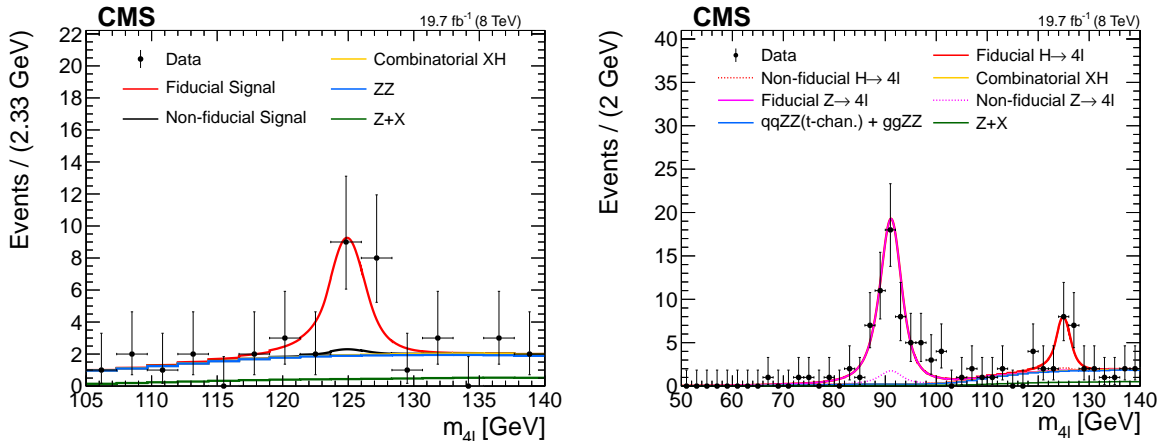 CMS
19.7 fb⁻¹ (8 TeV)
Events / (2.33 GeV)
22
20
18
16
14
12
10
8
6
4
2
0
Data
Combinatorial XH
Fiducial Signal
ZZ
Non-fiducial Signal
Z+X
105 110 115 120 125 130 135 140
m4l [GeV]
CMS
19.7 fb⁻¹ (8 TeV)
Events / (2 GeV)
40
35
30
25
20
15
10
5
0
Data
Fiducial H→ 4l
Non-fiducial H→ 4l
Combinatorial XH
Fiducial Z→ 4l
Non-fiducial Z→ 4l
qqZZ(t-chan.) + ggZZ
Z+X
50 60 70 80 90 100 110 120 130 140
m4l [GeV]